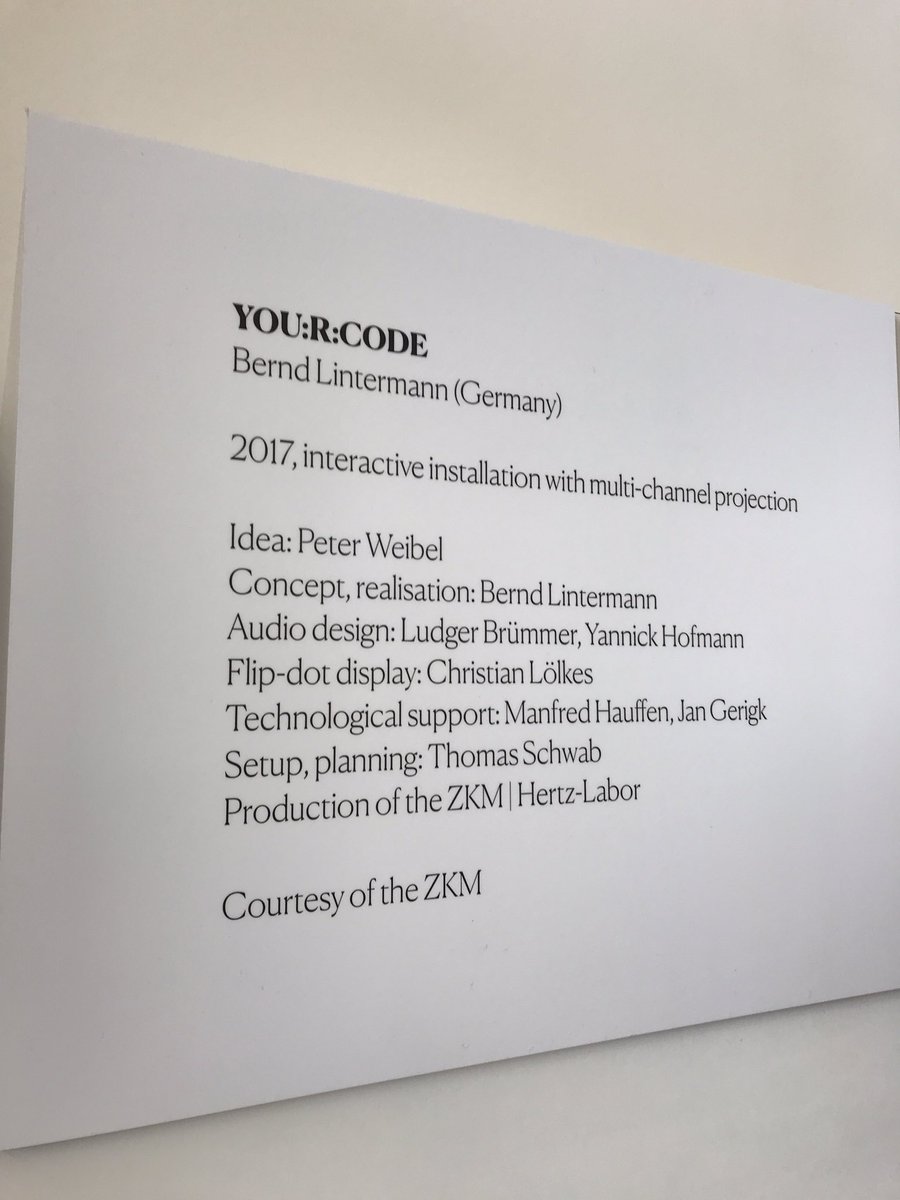 YOU:R:CODE
Bernd Lintermann (Germany)
2017, interactive installation with multi-channel projection
Idea: Peter Weibel
Concept, realisation: Bernd Lintermann
Audio design: Ludger Brümmer, Yannick Hofmann
Flip-dot display: Christian Lölkes
Technological support: Manfred Hauffen, Jan Gerigk
Setup, planning: Thomas Schwab
Production of the ZKM | Hertz-Labor
Courtesy of the ZKM